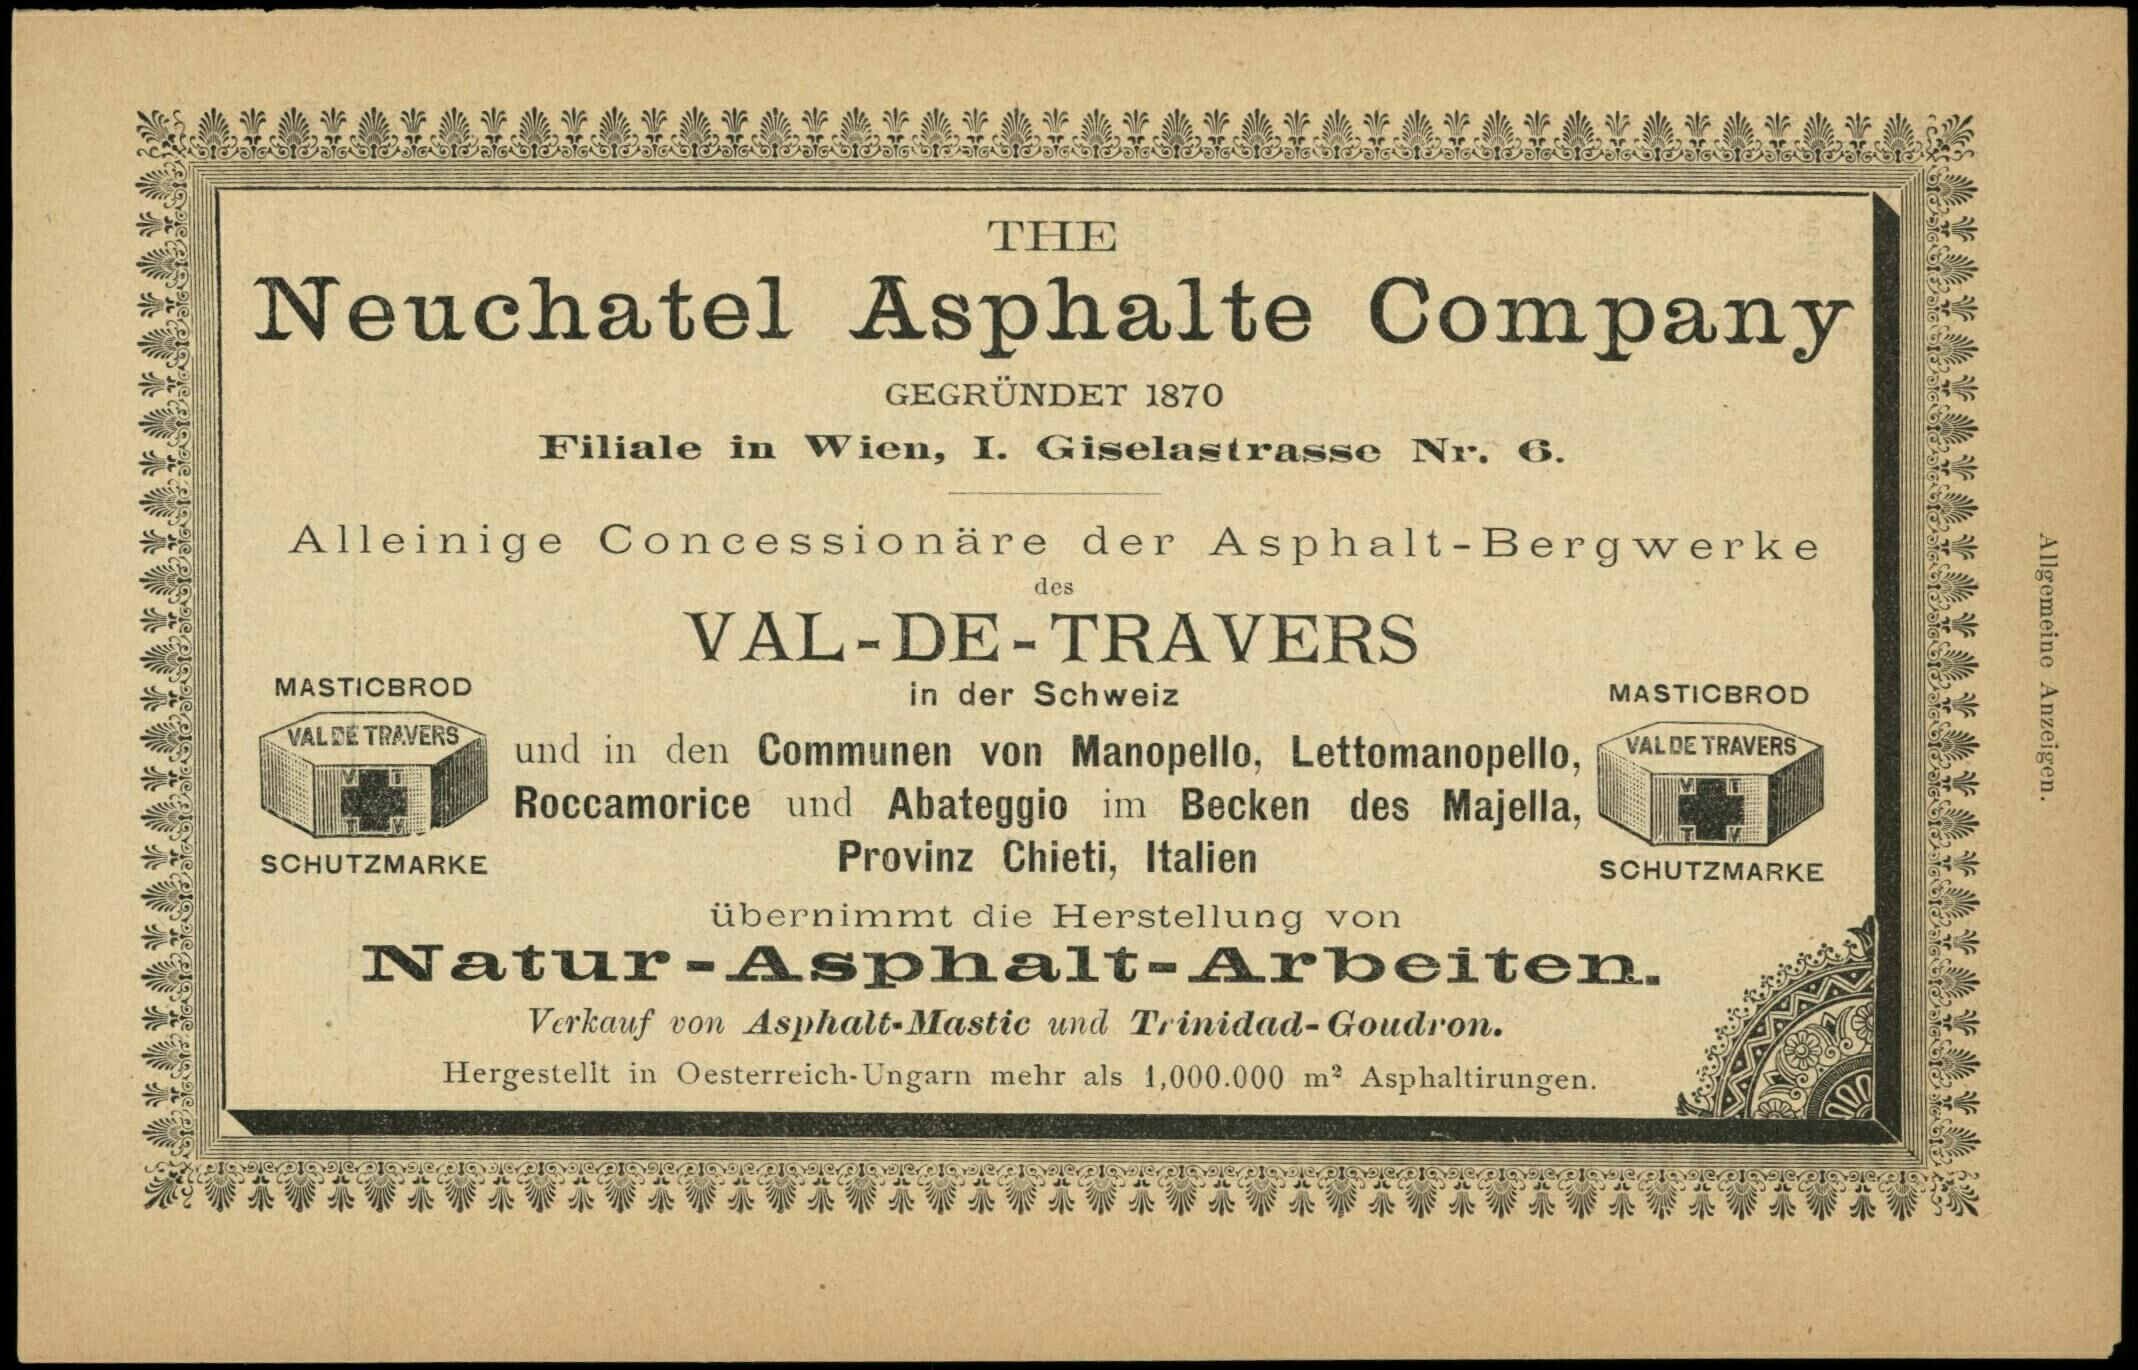 THE
Neuchatel Asphalte Company
GEGRÜNDET 1870
Filiale in Wien, I. Giselastrasse Nr. 6.
Alleinige Concessionäre der Asphalt-Bergwerke
des
VAL-DE-TRAVERS
in der Schweiz
MASTICBROD
VAL DE TRAVERS
V T
T V
SCHUTZMARKE
und in den Communen von Manopello, Lettomanopello,
Roccamorice und Abateggio im Becken des Majella,
Provinz Chieti, Italien
MASTICBROD
VAL DE TRAVERS
V T
T V
SCHUTZMARKE
übernimmt die Herstellung von
Natur-Asphalt-Arbeiten.
Verkauf von Asphalt-Mastic und Trinidad-Goudron.
Hergestellt in Oesterreich-Ungarn mehr als 1,000.000 m² Asphaltirungen.
Allgemeine Anzeigen.